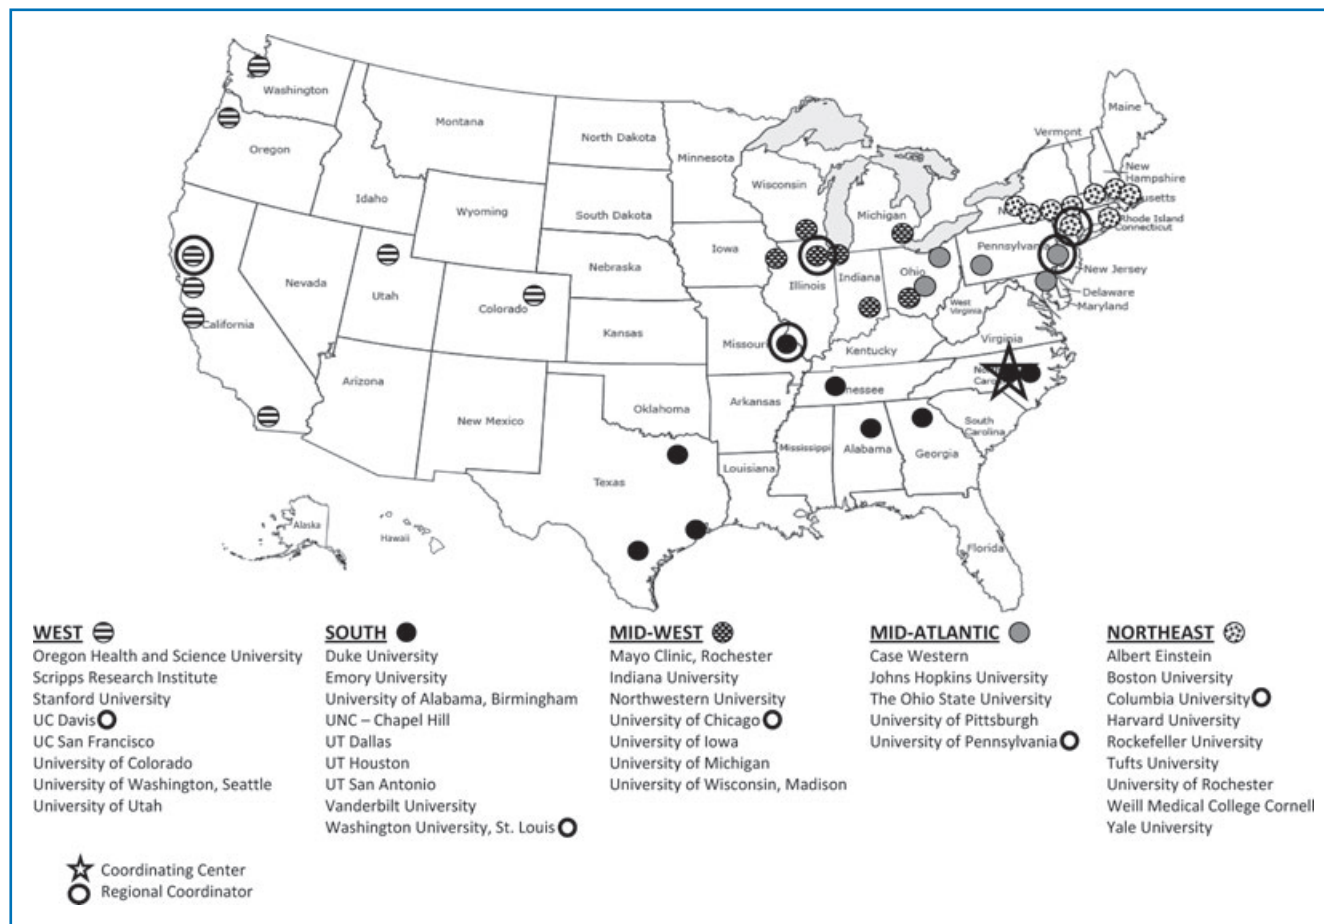 Washington
Montana
North Dakota
Minnesota
Maine
Vermont
New
Hampshire
Oregon
Idaho
Wyoming
South Dakota
Wisconsin
Michigan
N
usetts
Rhode Island
Connecticut
Nevada
Utah
Colorado
Nebraska
Iowa
Illinois
Indiana
Ohio
Pennsylvania
New Jersey
Delaware
Maryland
West
Virginia
Virginia
California
Kansas
Missour
Kentucky
Arizona
New Mexico
Oklahoma
Arkansas
nessee
Nor
Caro
South
Carolina
Mississippi
Alabama
Georgia
Texas
Louisiana
Florida
Alaska
Hawaii
WEST
Oregon Health and Science University
Scripps Research Institute
Stanford University
UC Davis
UC San Francisco
University of Colorado
University of Washington, Seattle
University of Utah
SOUTH
Duke University
Emory University
University of Alabama, Birmingham
UNC – Chapel Hill
UT Dallas
UT Houston
UT San Antonio
Vanderbilt University
Washington University, St. Louis
MID-WEST
Mayo Clinic, Rochester
Indiana University
Northwestern University
University of Chicago
University of Iowa
University of Michigan
University of Wisconsin, Madison
MID-ATLANTIC
Case Western
Johns Hopkins University
The Ohio State University
University of Pittsburgh
University of Pennsylvania
NORTHEAST
Albert Einstein
Boston University
Columbia University
Harvard University
Rockefeller University
Tufts University
University of Rochester
Weill Medical College Cornell
Yale University
Coordinating Center
Regional Coordinator